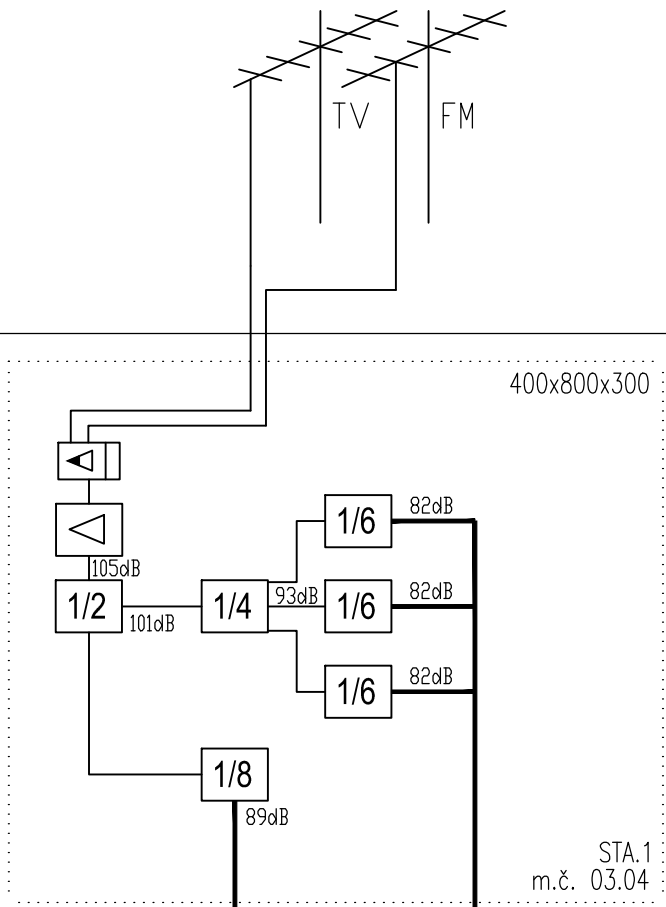 TV
FM
400x800x300
105dB
1/2
101dB
1/4
93dB
1/6
82dB
1/6
82dB
1/6
82dB
1/8
89dB
STA.1
m.č. 03.04